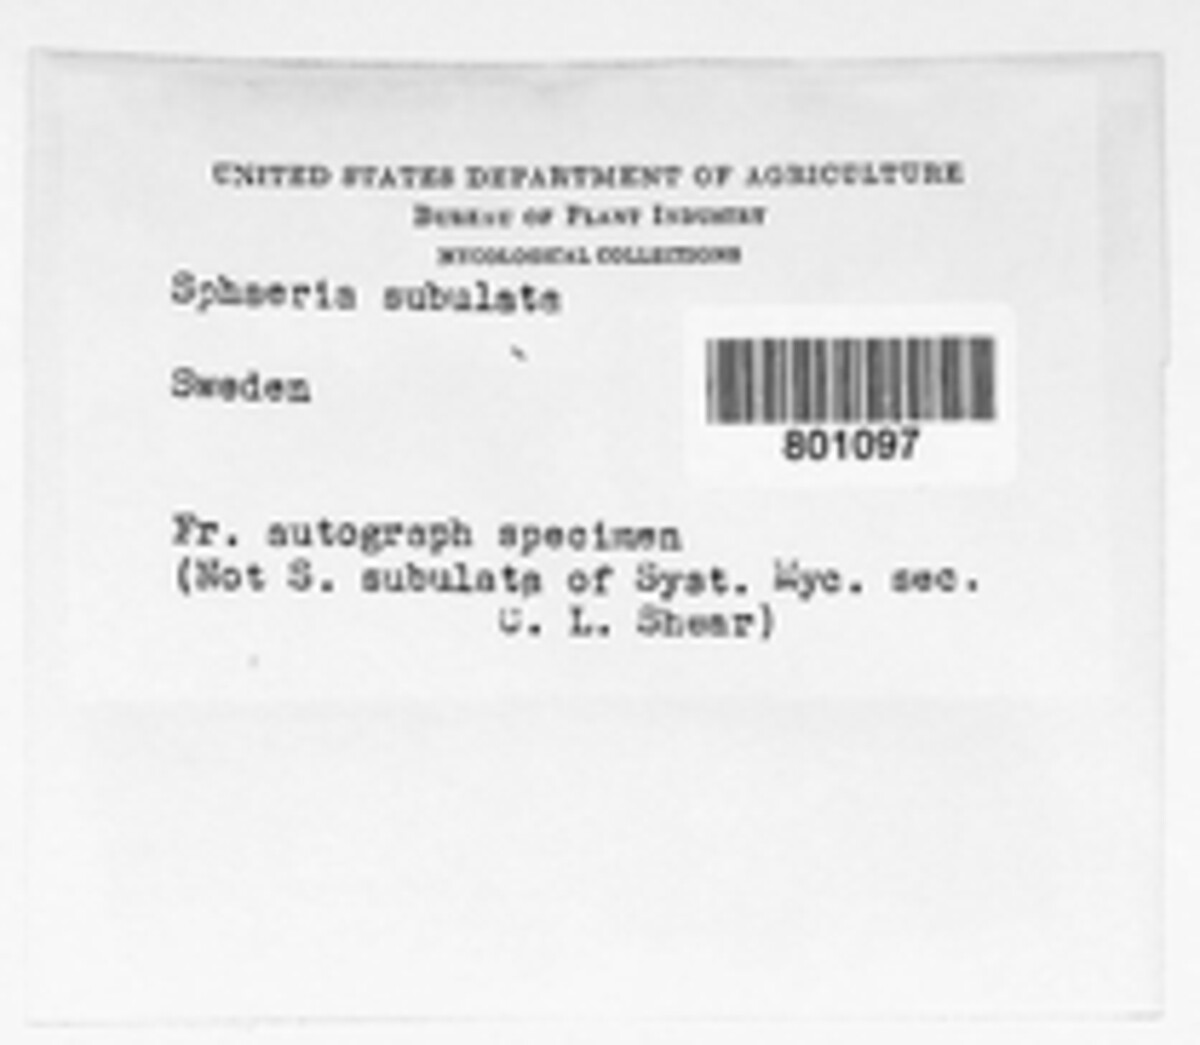 UNITED STATES DEPARTMENT OF AGRICULTURE
BUREAU OF PLANT INDUSTRY
MYCOLOGICAL COLLECTIONS
Sphaeria subulata
Sweden
801097
Fr. autograph specimen
(Not S. subulata of Syst. Myc. sec.
C. L. Shear)